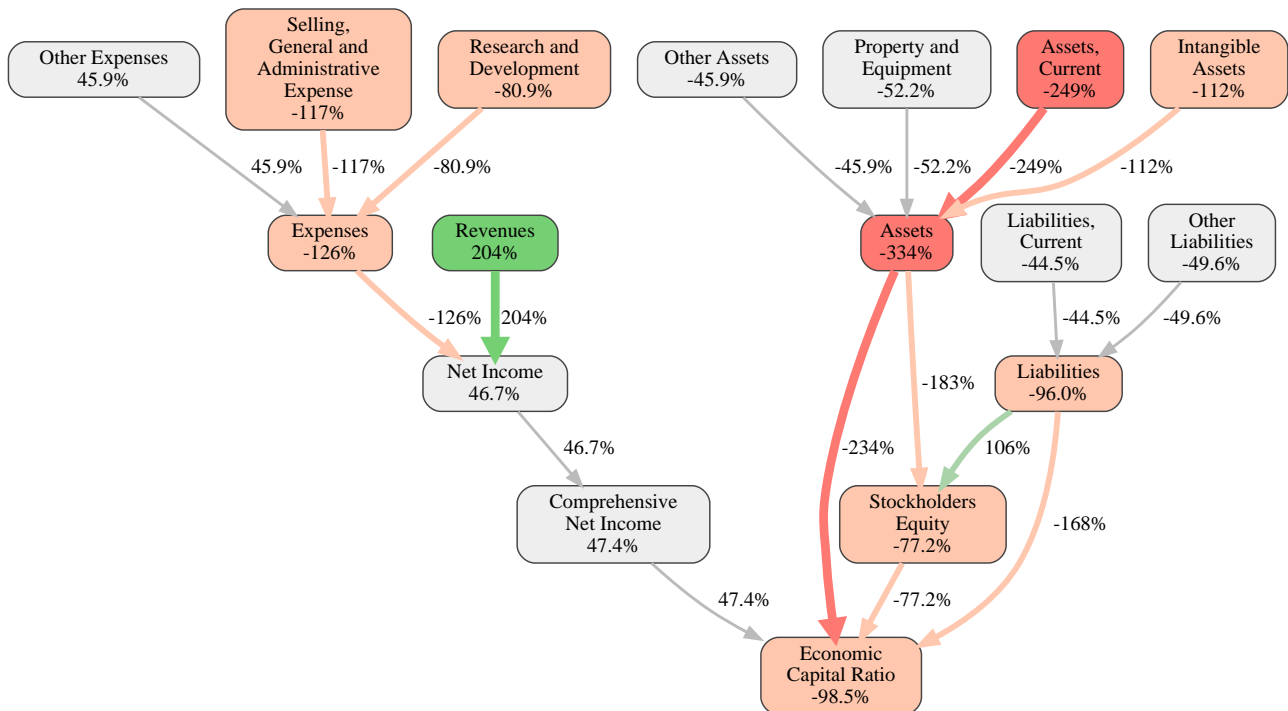 Other Expenses
45.9%
Selling,
General and
Administrative
Expense
-117%
Research and
Development
-80.9%
Other Assets
-45.9%
Property and
Equipment
-52.2%
Assets,
Current
-249%
Intangible
Assets
-112%
45.9%
-117%
-80.9%
-45.9%
-52.2%
-249%
-112%
Expenses
-126%
Revenues
204%
Assets
-334%
Liabilities,
Current
-44.5%
Other
Liabilities
-49.6%
-126%
204%
-183%
-44.5%
-49.6%
Net Income
46.7%
Liabilities
-96.0%
46.7%
-234%
106%
-168%
Comprehensive
Net Income
47.4%
Stockholders
Equity
-77.2%
47.4%
-77.2%
Economic
Capital Ratio
-98.5%